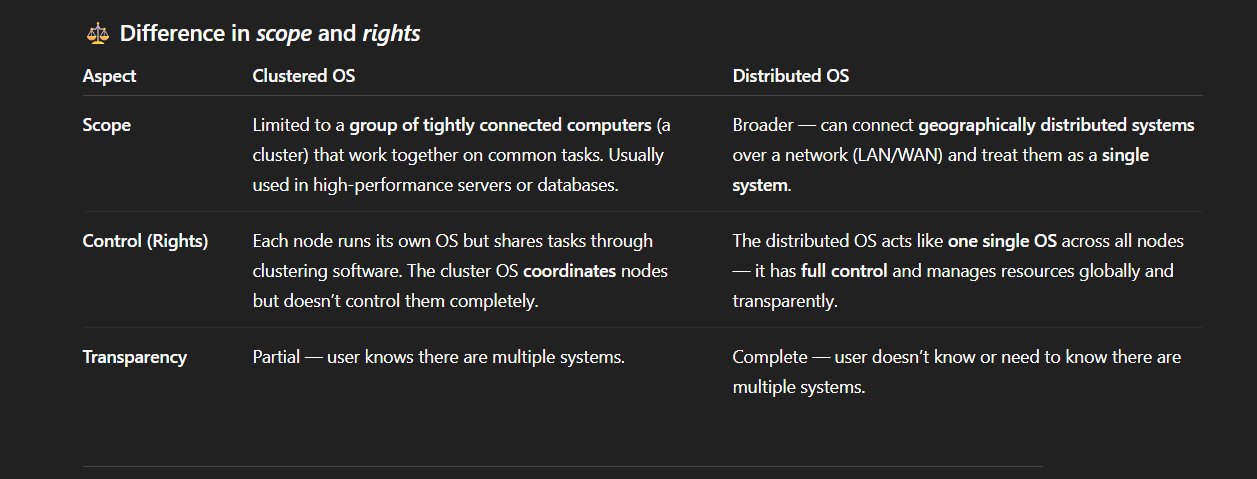 ⚖️ Difference in scope and rights
Aspect Clustered OS Distributed OS
Scope
Limited to a group of tightly connected computers (a
cluster) that work together on common tasks. Usually
used in high-performance servers or databases.
Broader — can connect geographically distributed systems
over a network (LAN/WAN) and treat them as a single
system.
Control (Rights)
Each node runs its own OS but shares tasks through
clustering software. The cluster OS coordinates nodes
but doesn’t control them completely.
The distributed OS acts like one single OS across all nodes
— it has full control and manages resources globally and
transparently.
Transparency
Partial — user knows there are multiple systems.
Complete — user doesn’t know or need to know there are
multiple systems.